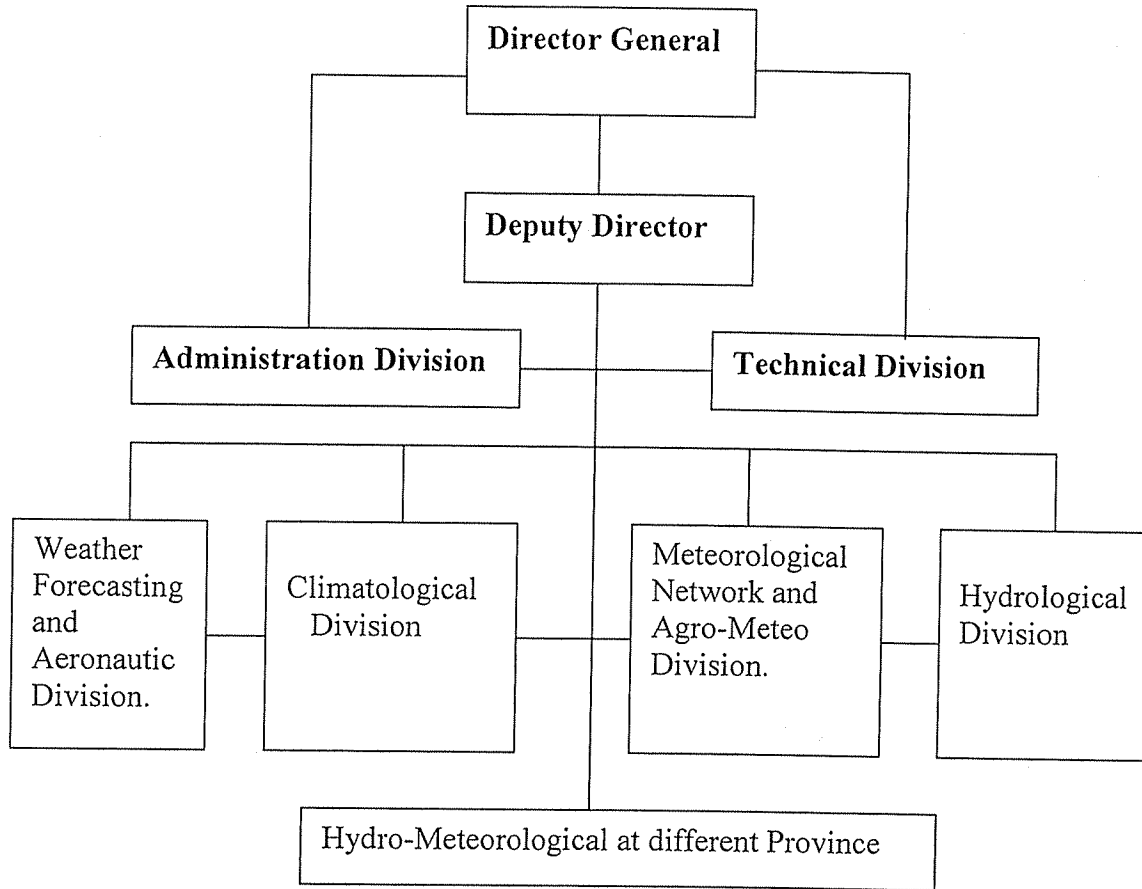 Director General
Deputy Director
Administration Division
Technical Division
Weather
Forecasting
and
Aeronautic
Division.
Climatological
Division
Meteorological
Network and
Agro-Meteo
Division.
Hydrological
Division
Hydro-Meteorological at different Province